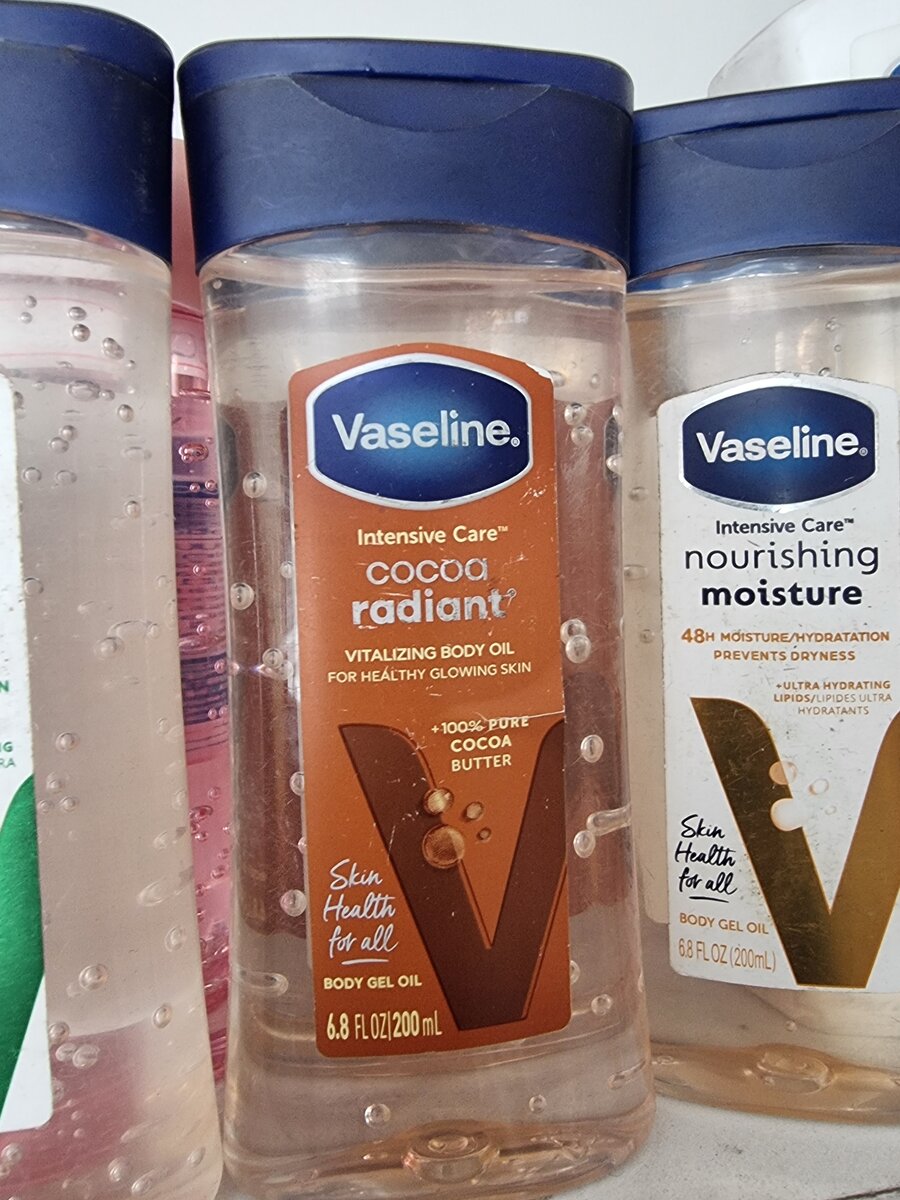 Vaseline®
Intensive Care™
cocoa
radiant®
VITALIZING BODY OIL
FOR HEALTHY GLOWING SKIN
+100% PURE
COCOA
BUTTER
Skin
Health
for all
BODY GEL OIL
6.8 FL OZ|200 mL
Vaseline®
Intensive Care™
nourishing
moisture
48H MOISTURE/HYDRATATION
PREVENTS DRYNESS
+ULTRA HYDRATING
LIPIDS/LIPIDES ULTRA
HYDRATANTS
Skin
Health
for all
BODY GEL OIL
6.8 FL OZ (200mL)